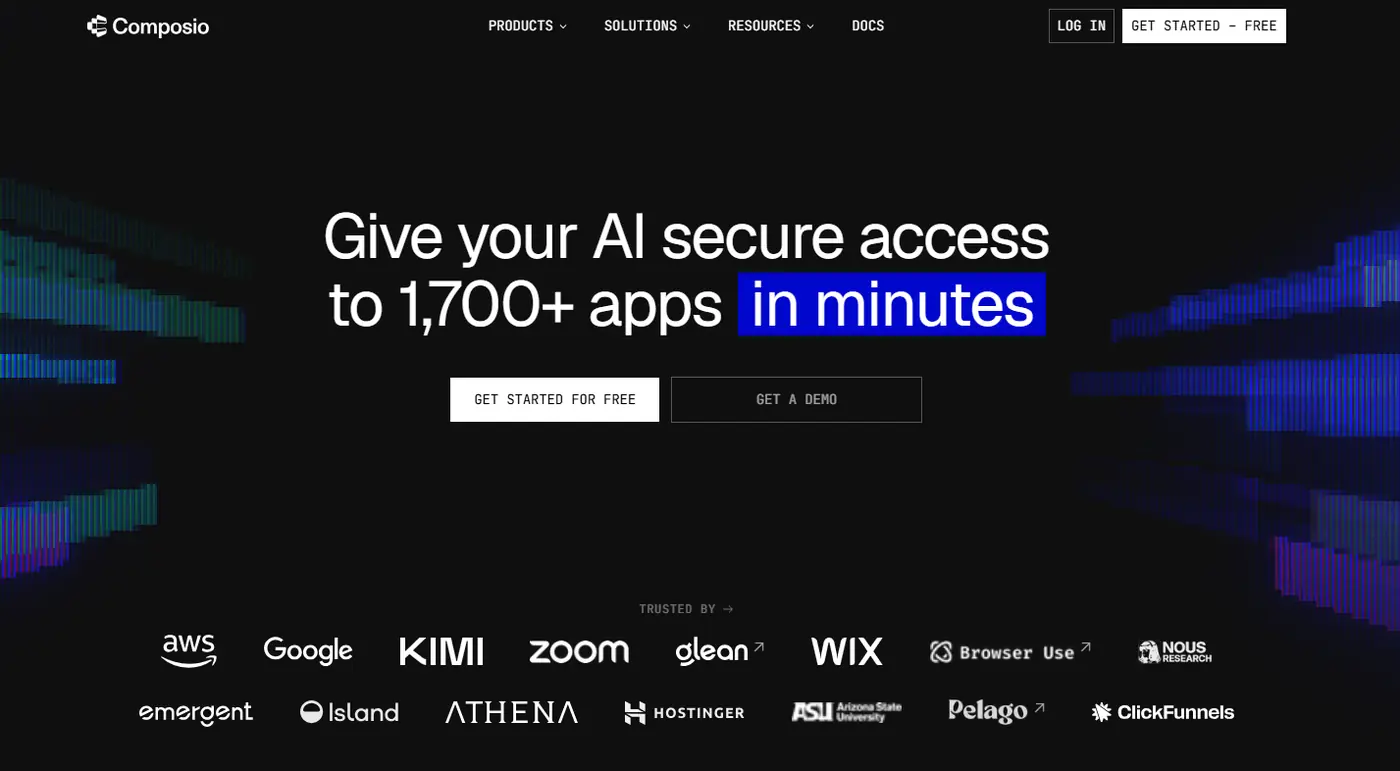 Composio
PRODUCTS
SOLUTIONS
RESOURCES
DOCS
LOG IN
GET STARTED – FREE
Give your AI secure access
to 1,700+ apps in minutes
GET STARTED FOR FREE
GET A DEMO
TRUSTED BY →
aws
Google
KIMI
zoom
glean
WIX
Browser Use
NOUS
RESEARCH
emergent
Island
ATHENA
HOSTINGER
ASU Arizona State
University
Pelago
ClickFunnels